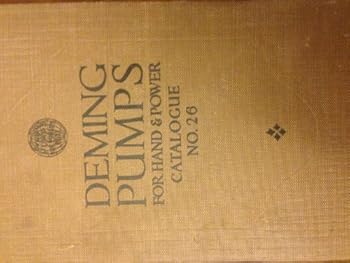 DEMING
PUMPS
FOR HAND & POWER
CATALOGUE
NO. 26